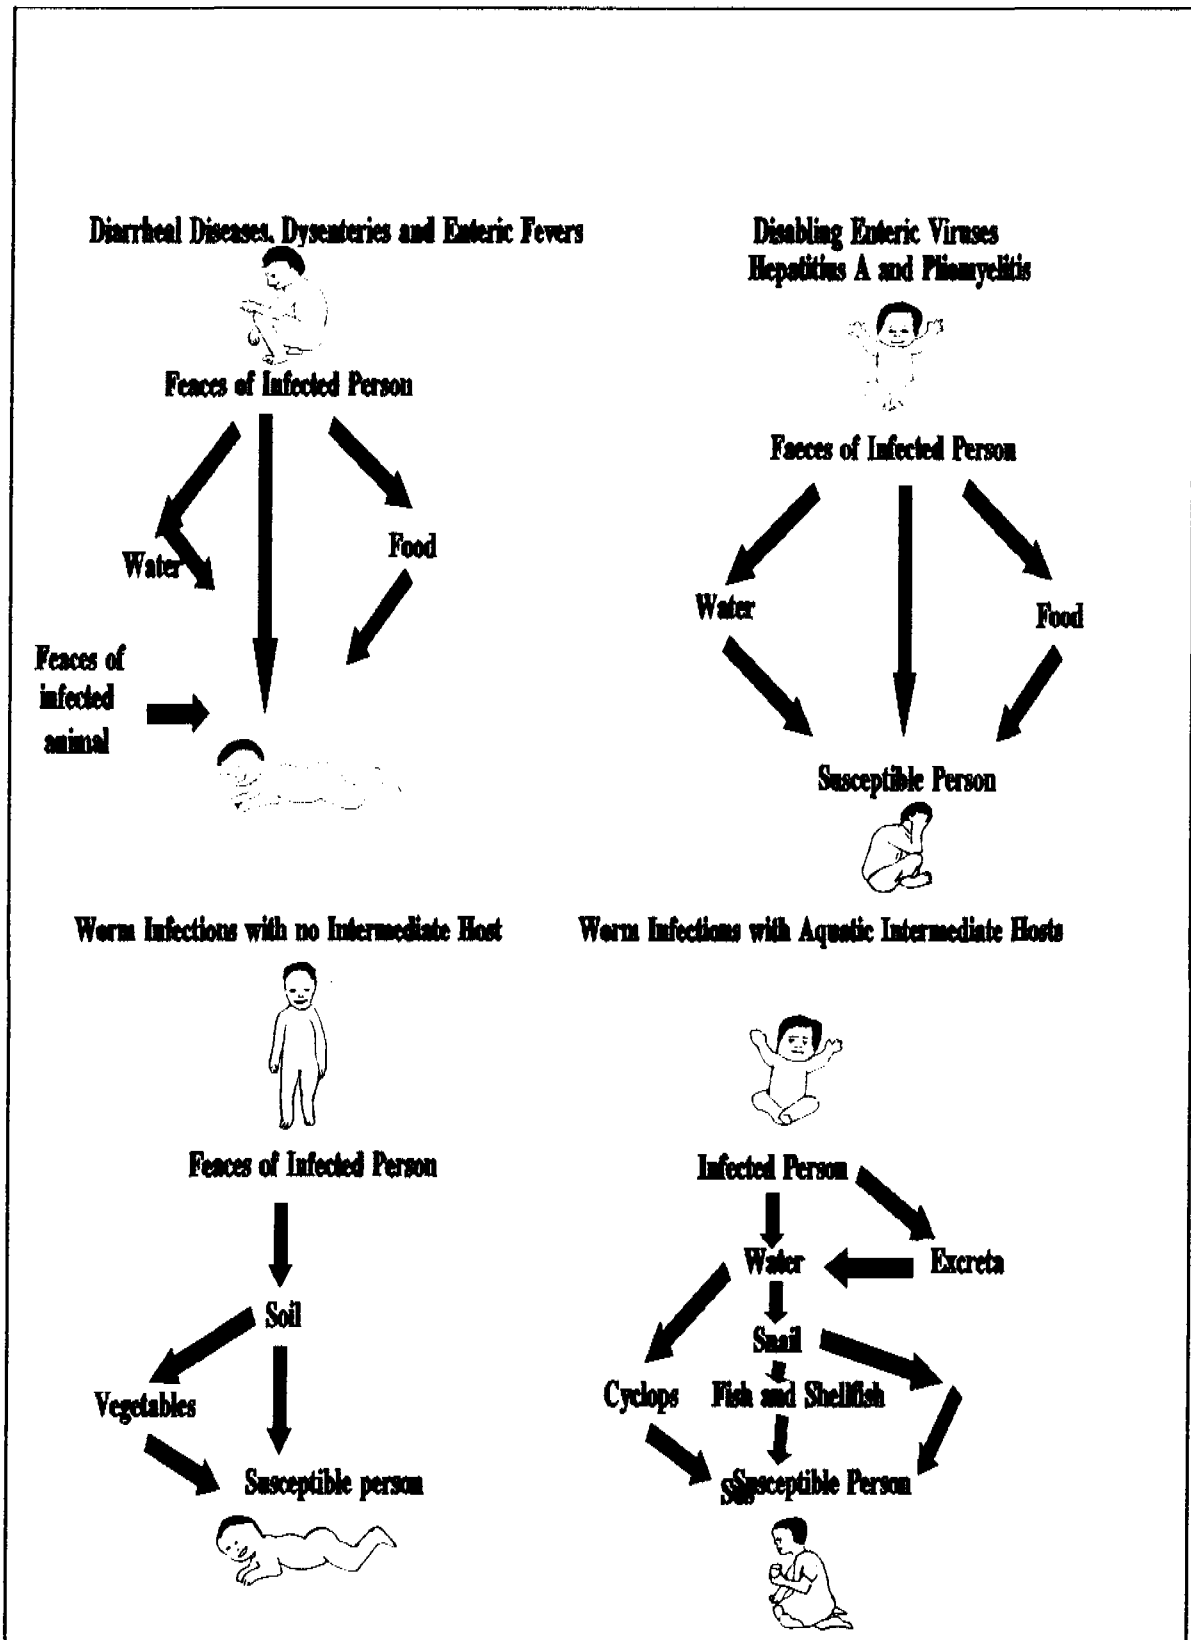 Diarrheal Diseases, Dysenteries and Enteric Fevers
Feaces of Infected Person
Water
Food
Feaces of
infected
animal
Disabling Enteric Viruses
Hepatitius A and Pliomyelitis
Faeces of Infected Person
Water
Food
Susceptible Person
Worm Infections with no Intermediate Host
Feaces of Infected Person
Soil
Vegetables
Susceptible person
Worm Infections with Aquatic Intermediate Hosts
Infected Person
Water
Excreta
Snail
Cyclops
Fish and Shellfish
Sus
Susceptible Person